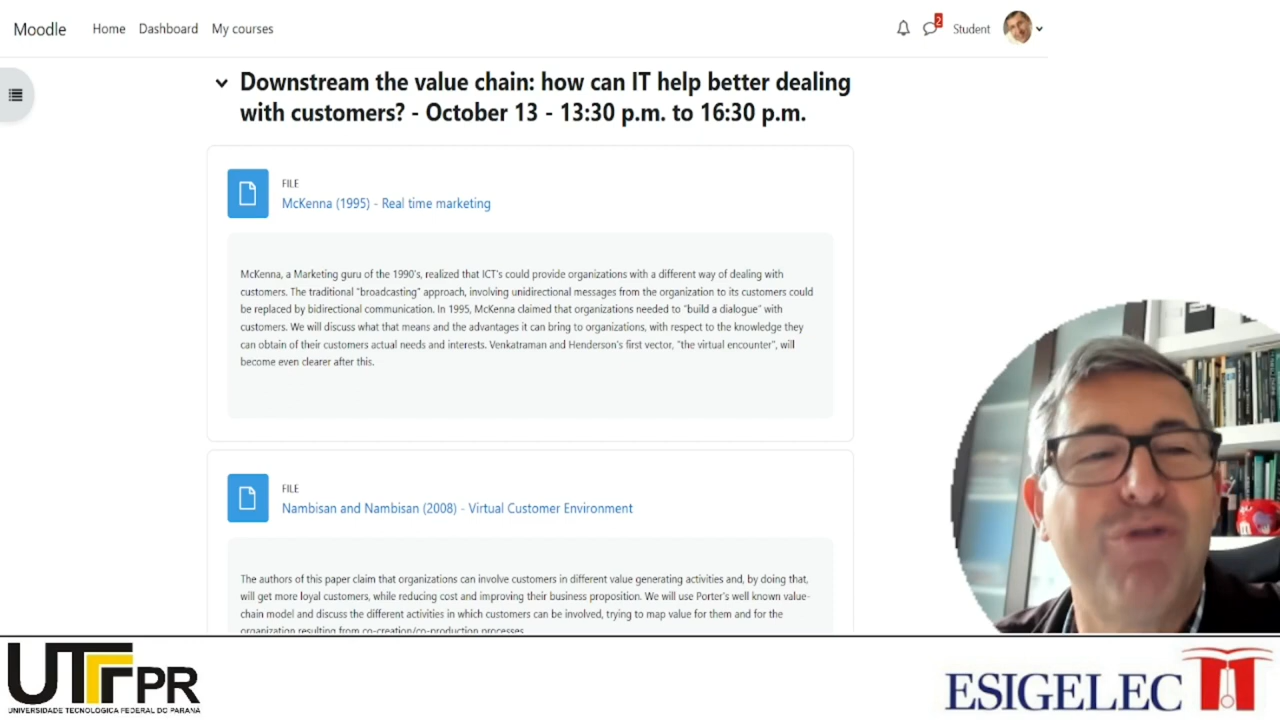 Moodle
Home Dashboard My courses
2
Student
Downstream the value chain: how can IT help better dealing
with customers? - October 13 - 13:30 p.m. to 16:30 p.m.
FILE
McKenna (1995) - Real time marketing
McKenna, a Marketing guru of the 1990's, realized that ICT's could provide organizations with a different way of dealing with
customers. The traditional "broadcasting" approach, involving unidirectional messages from the organization to its customers could
be replaced by bidirectional communication. In 1995, McKenna claimed that organizations needed to "build a dialogue" with
customers. We will discuss what that means and the advantages it can bring to organizations, with respect to the knowledge they
can obtain of their customers actual needs and interests. Venkatraman and Henderson's first vector, "the virtual encounter", will
become even clearer after this.
FILE
Nambisan and Nambisan (2008) - Virtual Customer Environment
The authors of this paper claim that organizations can involve customers in different value generating activities and, by doing that,
will get more loyal customers, while reducing cost and improving their business proposition. We will use Porter's well known value-
chain model and discuss the different activities in which customers can be involved, trying to map value for them and for the
organization resulting from co-creation/co-production processes.
UTFPR
UNIVERSIDADE TECNOLÓGICA FEDERAL DO PARANÁ
ESIGELEC